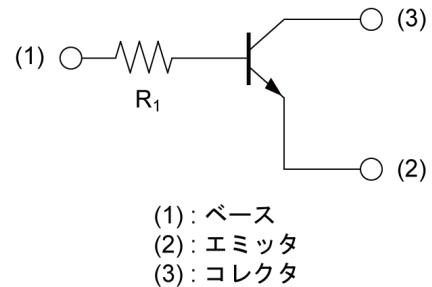 (3)
(1)
R₁
(2)
(1) : ベース
(2) : エミッタ
(3) : コレクタ